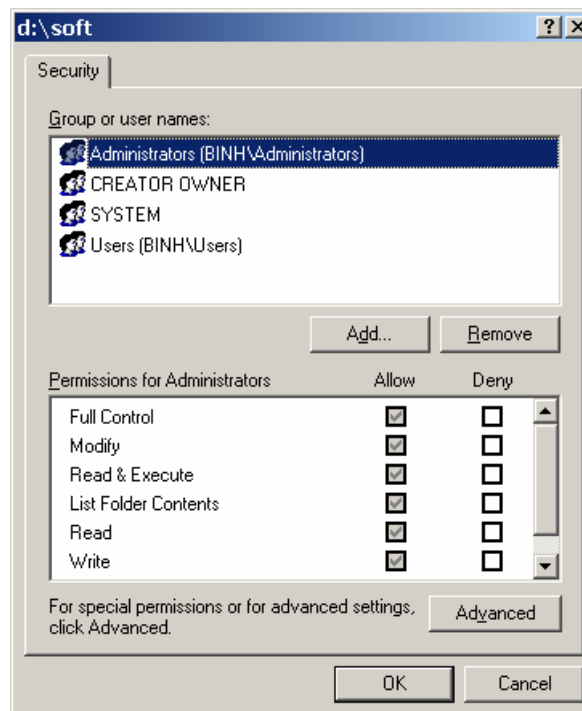 d:\soft
Security
Group or user names:
Administrators (BINH\Administrators)
CREATOR OWNER
SYSTEM
Users (BINH\Users)
Add... Remove
Permissions for Administrators Allow Deny
Full Control
Modify
Read & Execute
List Folder Contents
Read
Write
For special permissions or for advanced settings, click Advanced.
Advanced
OK Cancel